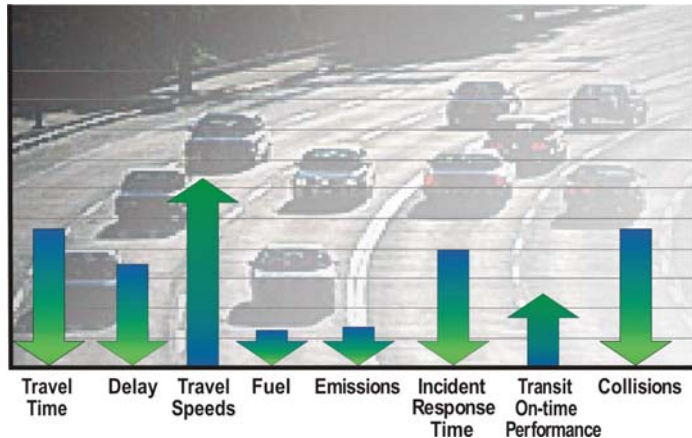 Travel
Time
Delay
Travel
Speeds
Fuel
Emissions
Incident
Response
Time
Transit
On-time
Performance
Collisions